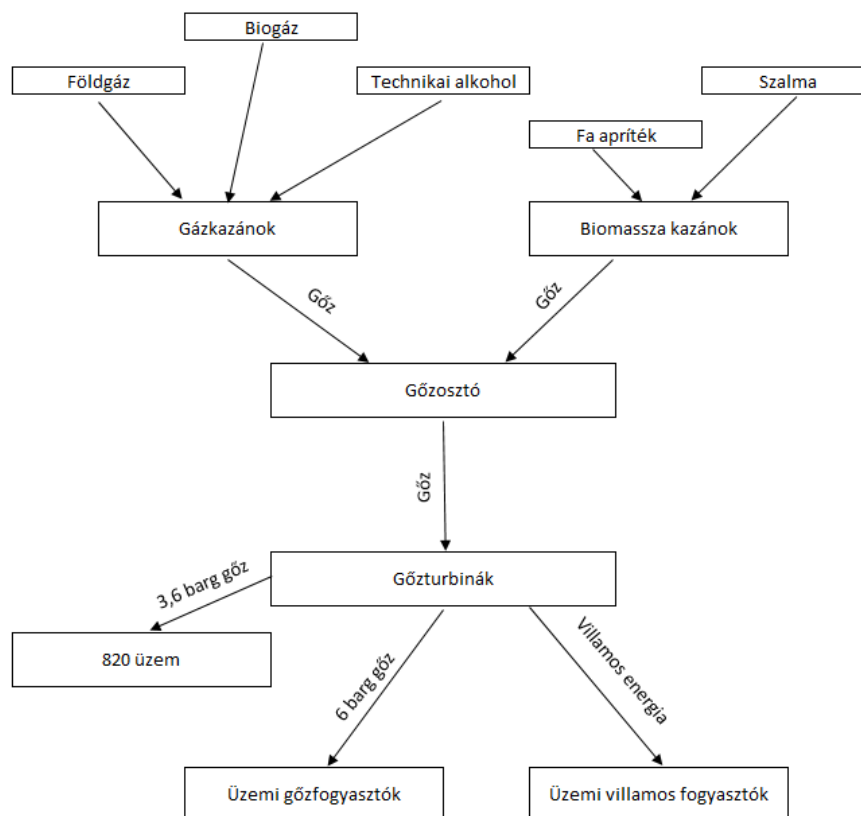 Biogáz
Földgáz
Technikai alkohol
Szalma
Fa apríték
Gázkazánok
Biomassza kazánok
Gőz
Gőz
Gőzosztó
Gőz
Gőzturbinák
3,6 barg gőz
820 üzem
6 barg gőz
Villamos energia
Üzemi gőzfogyasztók
Üzemi villamos fogyasztók